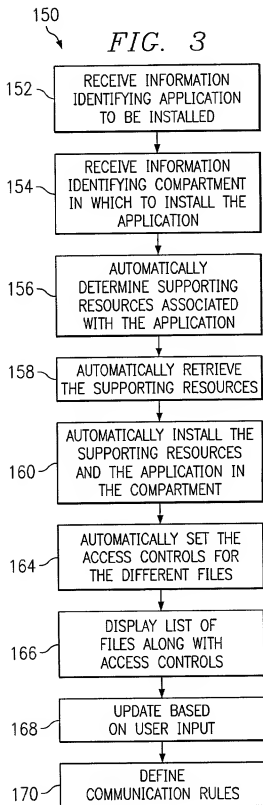 150
FIG. 3
152
RECEIVE INFORMATION
IDENTIFYING APPLICATION
TO BE INSTALLED
154
RECEIVE INFORMATION
IDENTIFYING COMPARTMENT
IN WHICH TO INSTALL THE
APPLICATION
156
AUTOMATICALLY
DETERMINE SUPPORTING
RESOURCES ASSOCIATED
WITH THE APPLICATION
158
AUTOMATICALLY RETRIEVE
THE SUPPORTING RESOURCES
160
AUTOMATICALLY INSTALL THE
SUPPORTING RESOURCES
AND THE APPLICATION IN
THE COMPARTMENT
164
AUTOMATICALLY SET THE
ACCESS CONTROLS FOR
THE DIFFERENT FILES
166
DISPLAY LIST OF
FILES ALONG WITH
ACCESS CONTROLS
168
UPDATE BASED
ON USER INPUT
170
DEFINE
COMMUNICATION RULES